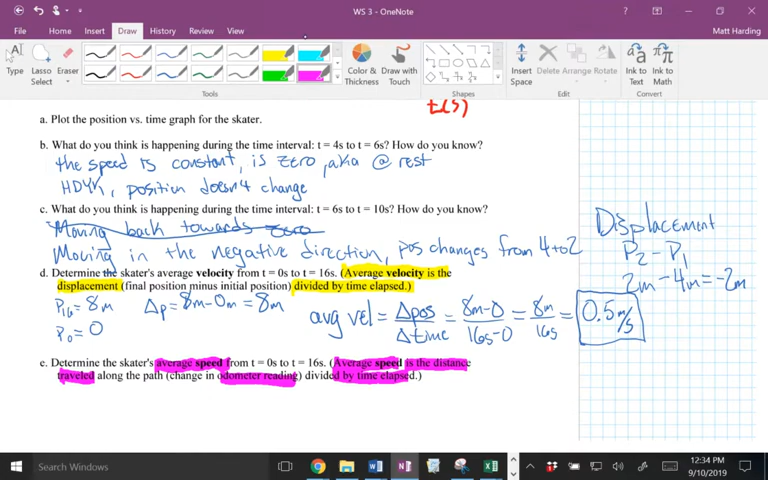 WS 3 - OneNote
File Home Insert Draw History Review View
Matt Harding
Type Lasso Select Eraser Color & Thickness Draw with Touch Insert Space Delete Arrange Rotate Ink to Text Ink to Math
Tools Shapes Edit Convert
t(s)
a. Plot the position vs. time graph for the skater.
b. What do you think is happening during the time interval: t = 4s to t = 6s? How do you know?
the speed is constant, is zero, aka @ rest
HDYK, position doesn't change
c. What do you think is happening during the time interval: t = 6s to t = 10s? How do you know?
Moving back towards zero
Moving in the negative direction, pos changes from 4 to 2
Displacement
P2 - P1
2m - 4m = -2m
d. Determine the skater's average velocity from t = 0s to t = 16s. (Average velocity is the
displacement (final position minus initial position) divided by time elapsed.)
P16 = 8m Δp = 8m - 0m = 8m
P0 = 0
avg vel = Δpos/Δtime = 8m-0/16s-0 = 8m/16s = 0.5 m/s
e. Determine the skater's average speed from t = 0s to t = 16s. (Average speed is the distance
traveled along the path (change in odometer reading) divided by time elapsed.)
Search Windows
12:34 PM
9/10/2019